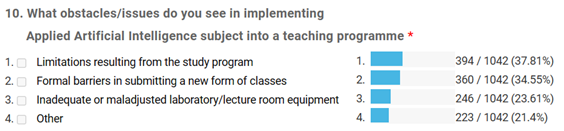 10. What obstacles/issues do you see in implementing
Applied Artificial Intelligence subject into a teaching programme *
1. Limitations resulting from the study program 1. 394 / 1042 (37.81%)
2. Formal barriers in submitting a new form of classes 2. 360 / 1042 (34.55%)
3. Inadequate or maladjusted laboratory/lecture room equipment 3. 246 / 1042 (23.61%)
4. Other 4. 223 / 1042 (21.4%)